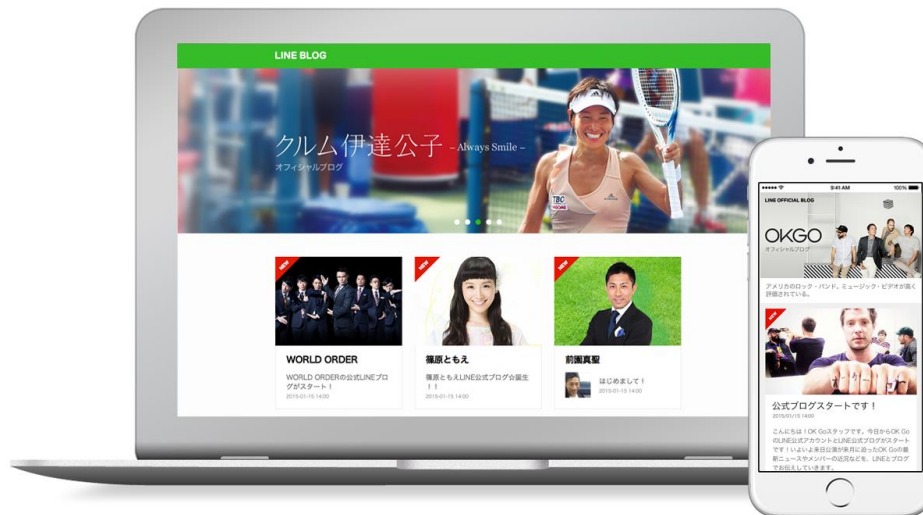 LINE BLOG
クルム伊達公子 – Always Smile –
オフィシャルブログ
TBC
NEW
NEW
NEW
WORLD ORDER
WORLD ORDERの公式LINEブロ
グがスタート！
2015-01-15 14:00
篠原ともえ
篠原ともえLINE公式ブログ☆誕生
！！
2015-01-15 14:00
前園真聖
はじめまして！
2015-01-15 14:00
9:41 AM
100%
LINE OFFICIAL BLOG
OKGO
オフィシャルブログ
アメリカのロック・バンド。ミュージック・ビデオが高く
評価されている。
NEW
公式ブログスタートです！
2015/01/15 14:00
こんにちは！OK Goスタッフです。今日からOK Go
のLINE公式アカウントとLINE公式ブログがスタート
です！いよいよ来日公演が来月に迫ったOK Goの最
新ニュースやメンバーの近況などを、LINEとブログ
でお伝えしていきます。